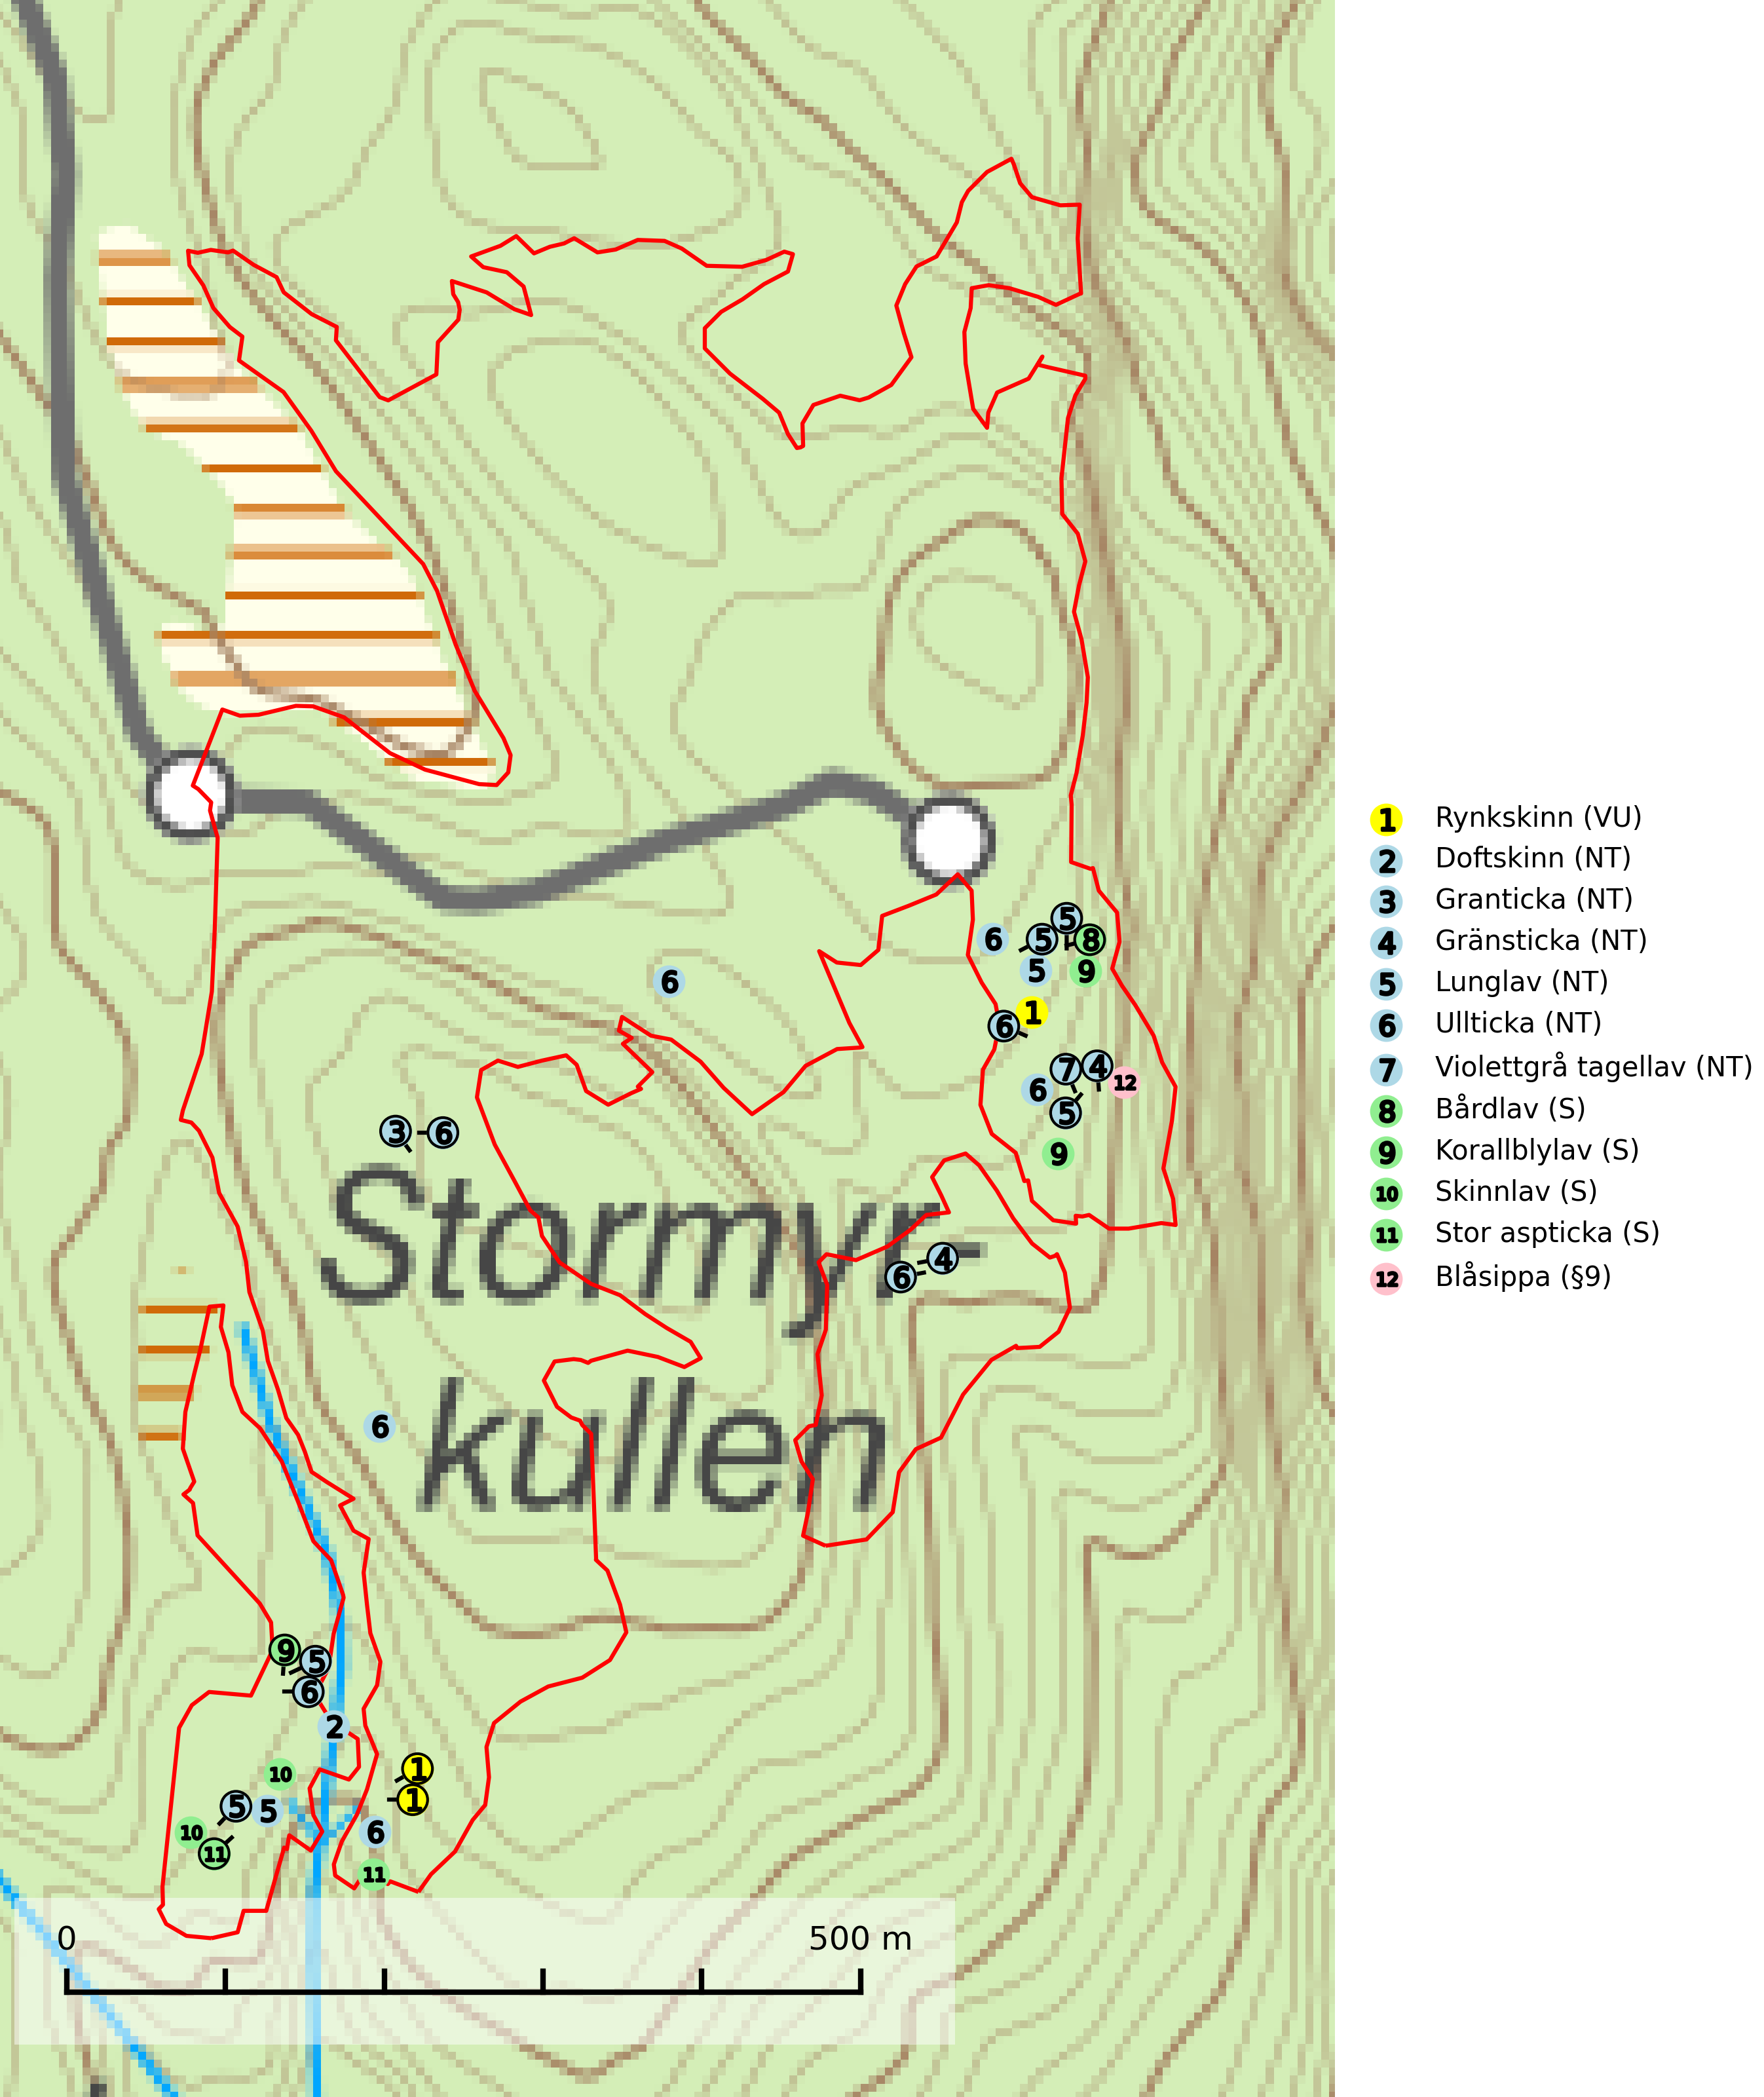 5
6 5 8
5 9
6
1
6
7 4
6 12
5
3 6
9
Stormyr-
4
6
kullen
6
9 5
6
2
1
10
1
5 5
10 6
11
11
0 500 m
1 Rynkskinn (VU)
2 Doftskinn (NT)
3 Granticka (NT)
4 Gränsticka (NT)
5 Lunglav (NT)
6 Ullticka (NT)
7 Violettgrå tagellav (NT)
8 Bårdlav (S)
9 Korallblylav (S)
10 Skinnlav (S)
11 Stor aspticka (S)
12 Blåsippa (§9)